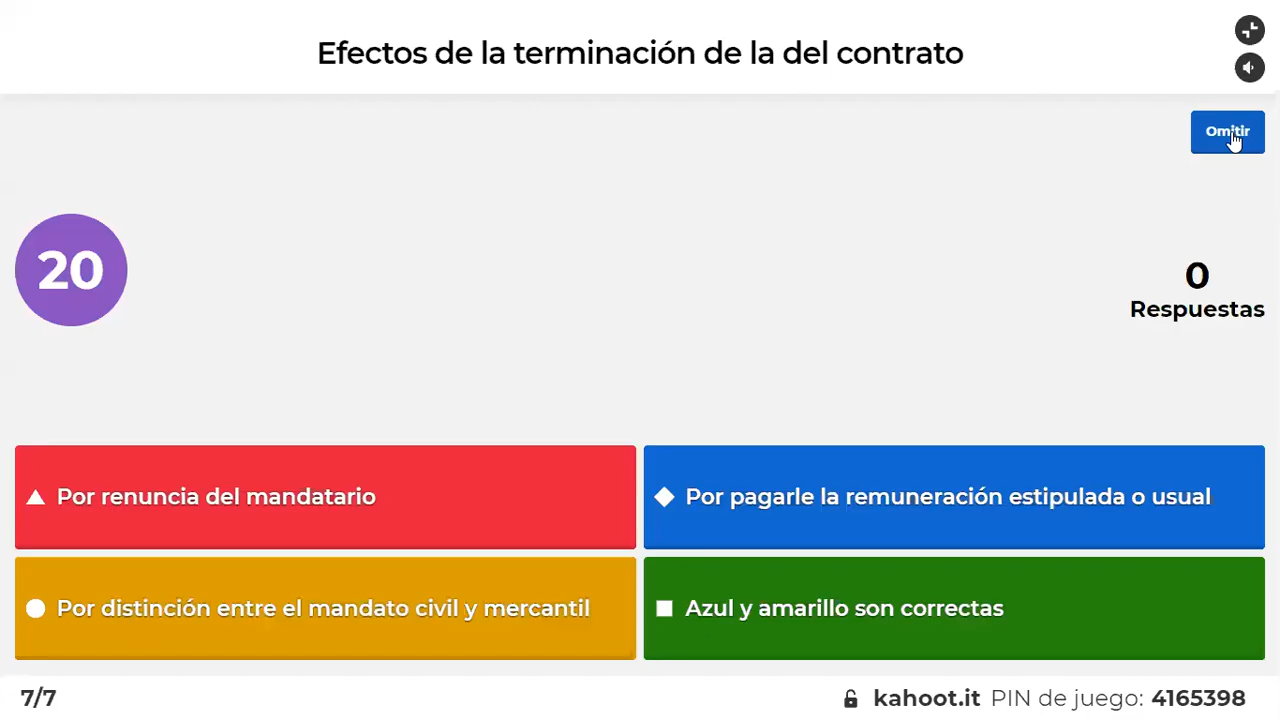 Efectos de la terminación de la del contrato
Omitir
20
0
Respuestas
Por renuncia del mandatario
Por pagarle la remuneración estipulada o usual
Por distinción entre el mandato civil y mercantil
Azul y amarillo son correctas
7/7
kahoot.it PIN de juego: 4165398